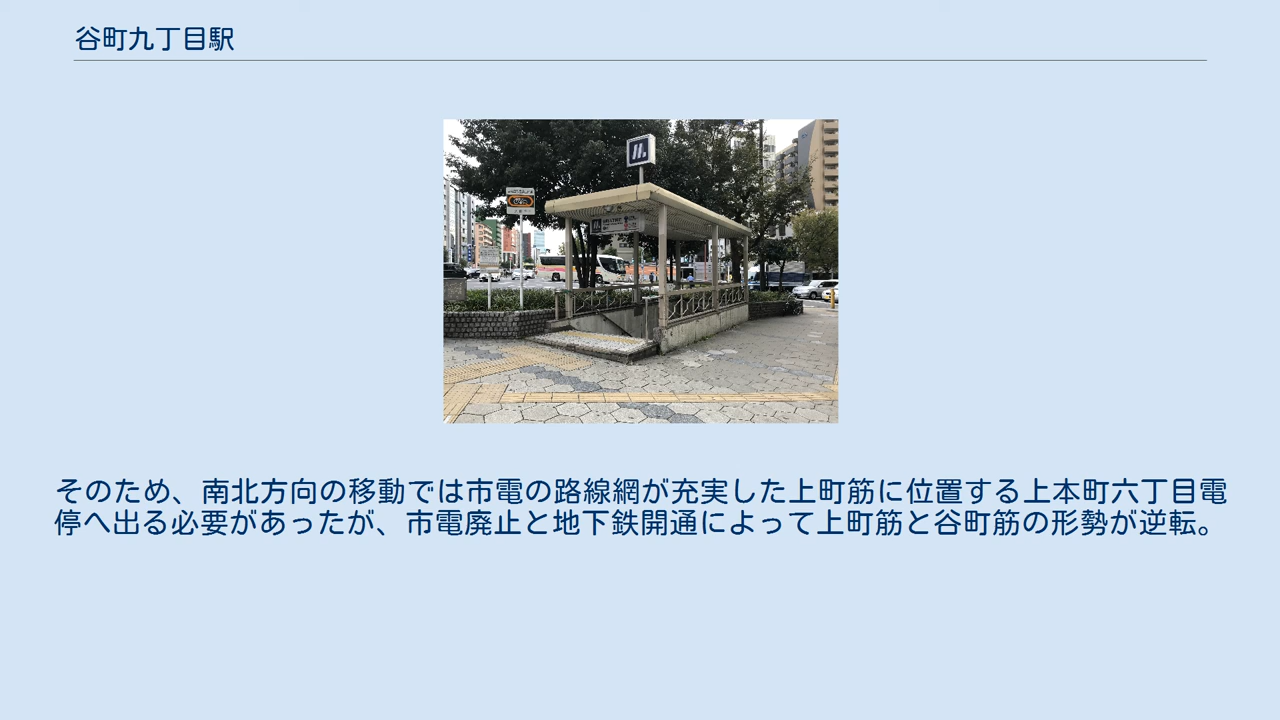 谷町九丁目駅
そのため、南北方向の移動では市電の路線網が充実した上町筋に位置する上本町六丁目電
停へ出る必要があったが、市電廃止と地下鉄開通によって上町筋と谷町筋の形勢が逆転。